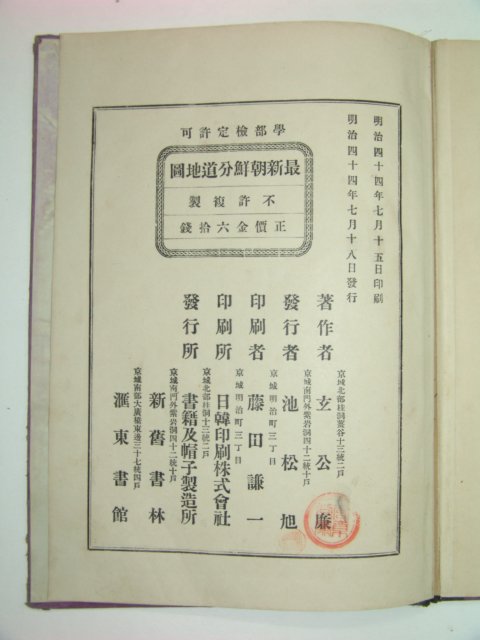 明治四十四年七月十五日印刷
明治四十四年七月十八日發行
學部檢定許可
最新朝鮮分道地圖
不許複製
正價金六拾錢
京城北部桂洞薑谷十三統二戶
著作者 玄公廉
京城南門外紫岩洞四十二統十戶
發行者 池松旭
京城明治町三丁目
印刷者 藤田謙一
京城明治町三丁目
印刷所 日韓印刷株式會社
京城北部桂洞十三統二戶
發行所 書籍及帽子製造所
京城南門外紫岩洞四十二統十戶
新舊書林
京城南部大廣橋東邊三十七統四戶
滙東書館